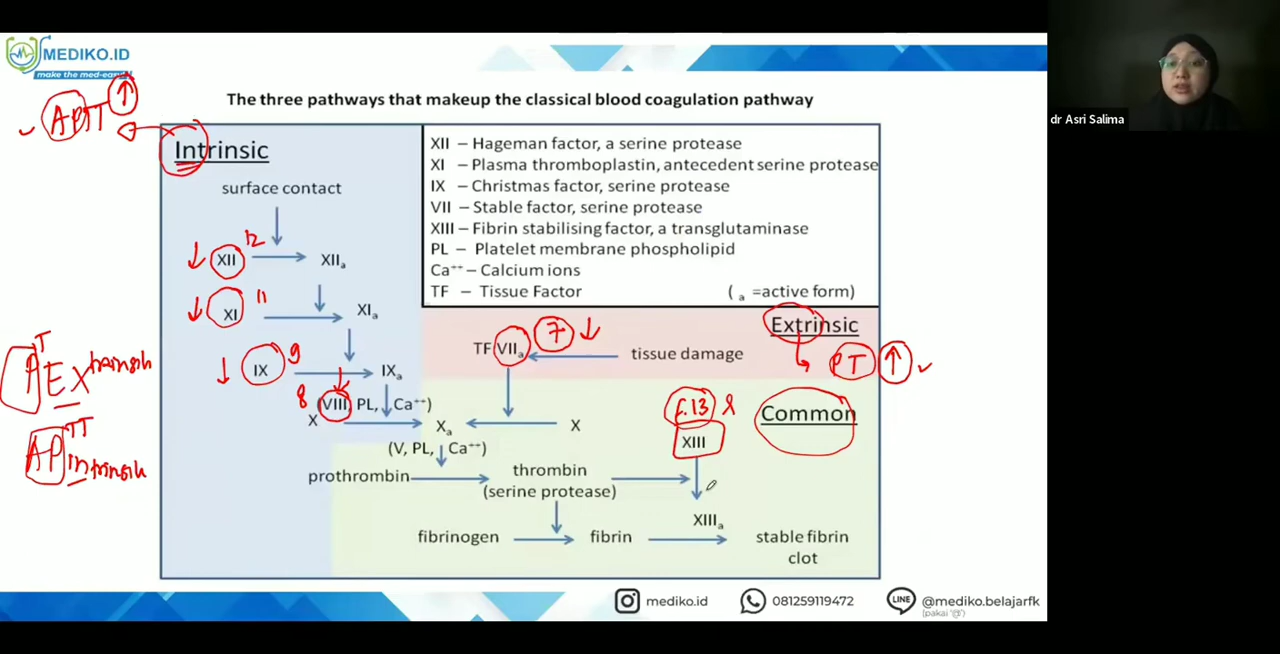 MEDIKO.ID
make the med-easy
APTT ↑
The three pathways that makeup the classical blood coagulation pathway
Intrinsic
surface contact
↓ XII 12 → XIIₐ
↓ XI 11 → XIₐ
↓ IX 9 → IXₐ
8 (VIII, PL, Ca⁺⁺)
X → Xₐ ← X
(V, PL, Ca⁺⁺)
prothrombin → thrombin
(serine protease)
fibrinogen → fibrin → stable fibrin
clot
XII – Hageman factor, a serine protease
XI – Plasma thromboplastin, antecedent serine protease
IX – Christmas factor, serine protease
VII – Stable factor, serine protease
XIII – Fibrin stabilising factor, a transglutaminase
PL – Platelet membrane phospholipid
Ca⁺⁺ – Calcium ions
TF – Tissue Factor ( ₐ =active form)
Extrinsic
PT ↑
TF VIIₐ 7 ↓ ← tissue damage
Common
F.13
XIII
XIIIₐ
PT
Extrinsik
APTT
intrinsik
mediko.id
081259119472
LINE
@mediko.belajarfk
(pakai '@')
dr Asri Salima